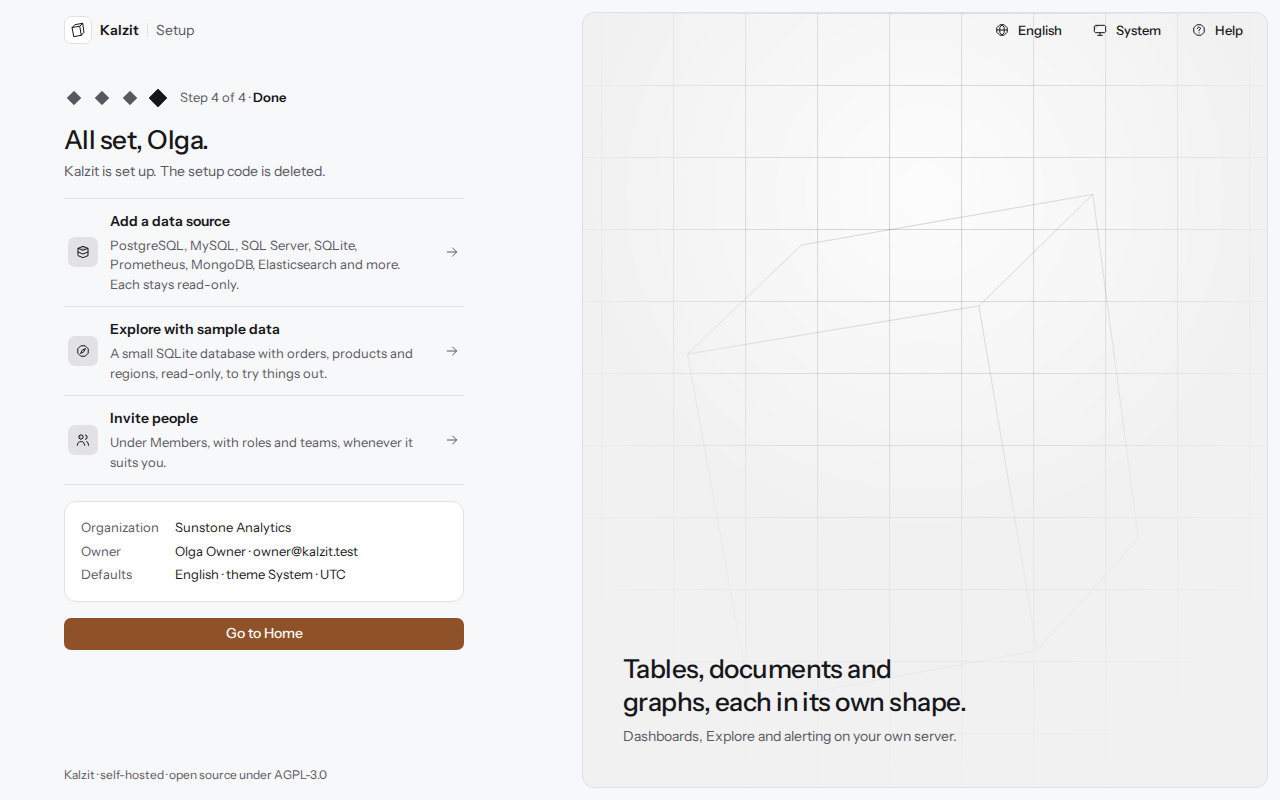 Kalzit Setup
English System Help
Step 4 of 4 · Done
All set, Olga.
Kalzit is set up. The setup code is deleted.
Add a data source
PostgreSQL, MySQL, SQL Server, SQLite,
Prometheus, MongoDB, Elasticsearch and more.
Each stays read-only.
Explore with sample data
A small SQLite database with orders, products and
regions, read-only, to try things out.
Invite people
Under Members, with roles and teams, whenever it
suits you.
Organization Sunstone Analytics
Owner Olga Owner · owner@kalzit.test
Defaults English · theme System · UTC
Go to Home
Kalzit · self-hosted · open source under AGPL-3.0
Tables, documents and
graphs, each in its own shape.
Dashboards, Explore and alerting on your own server.